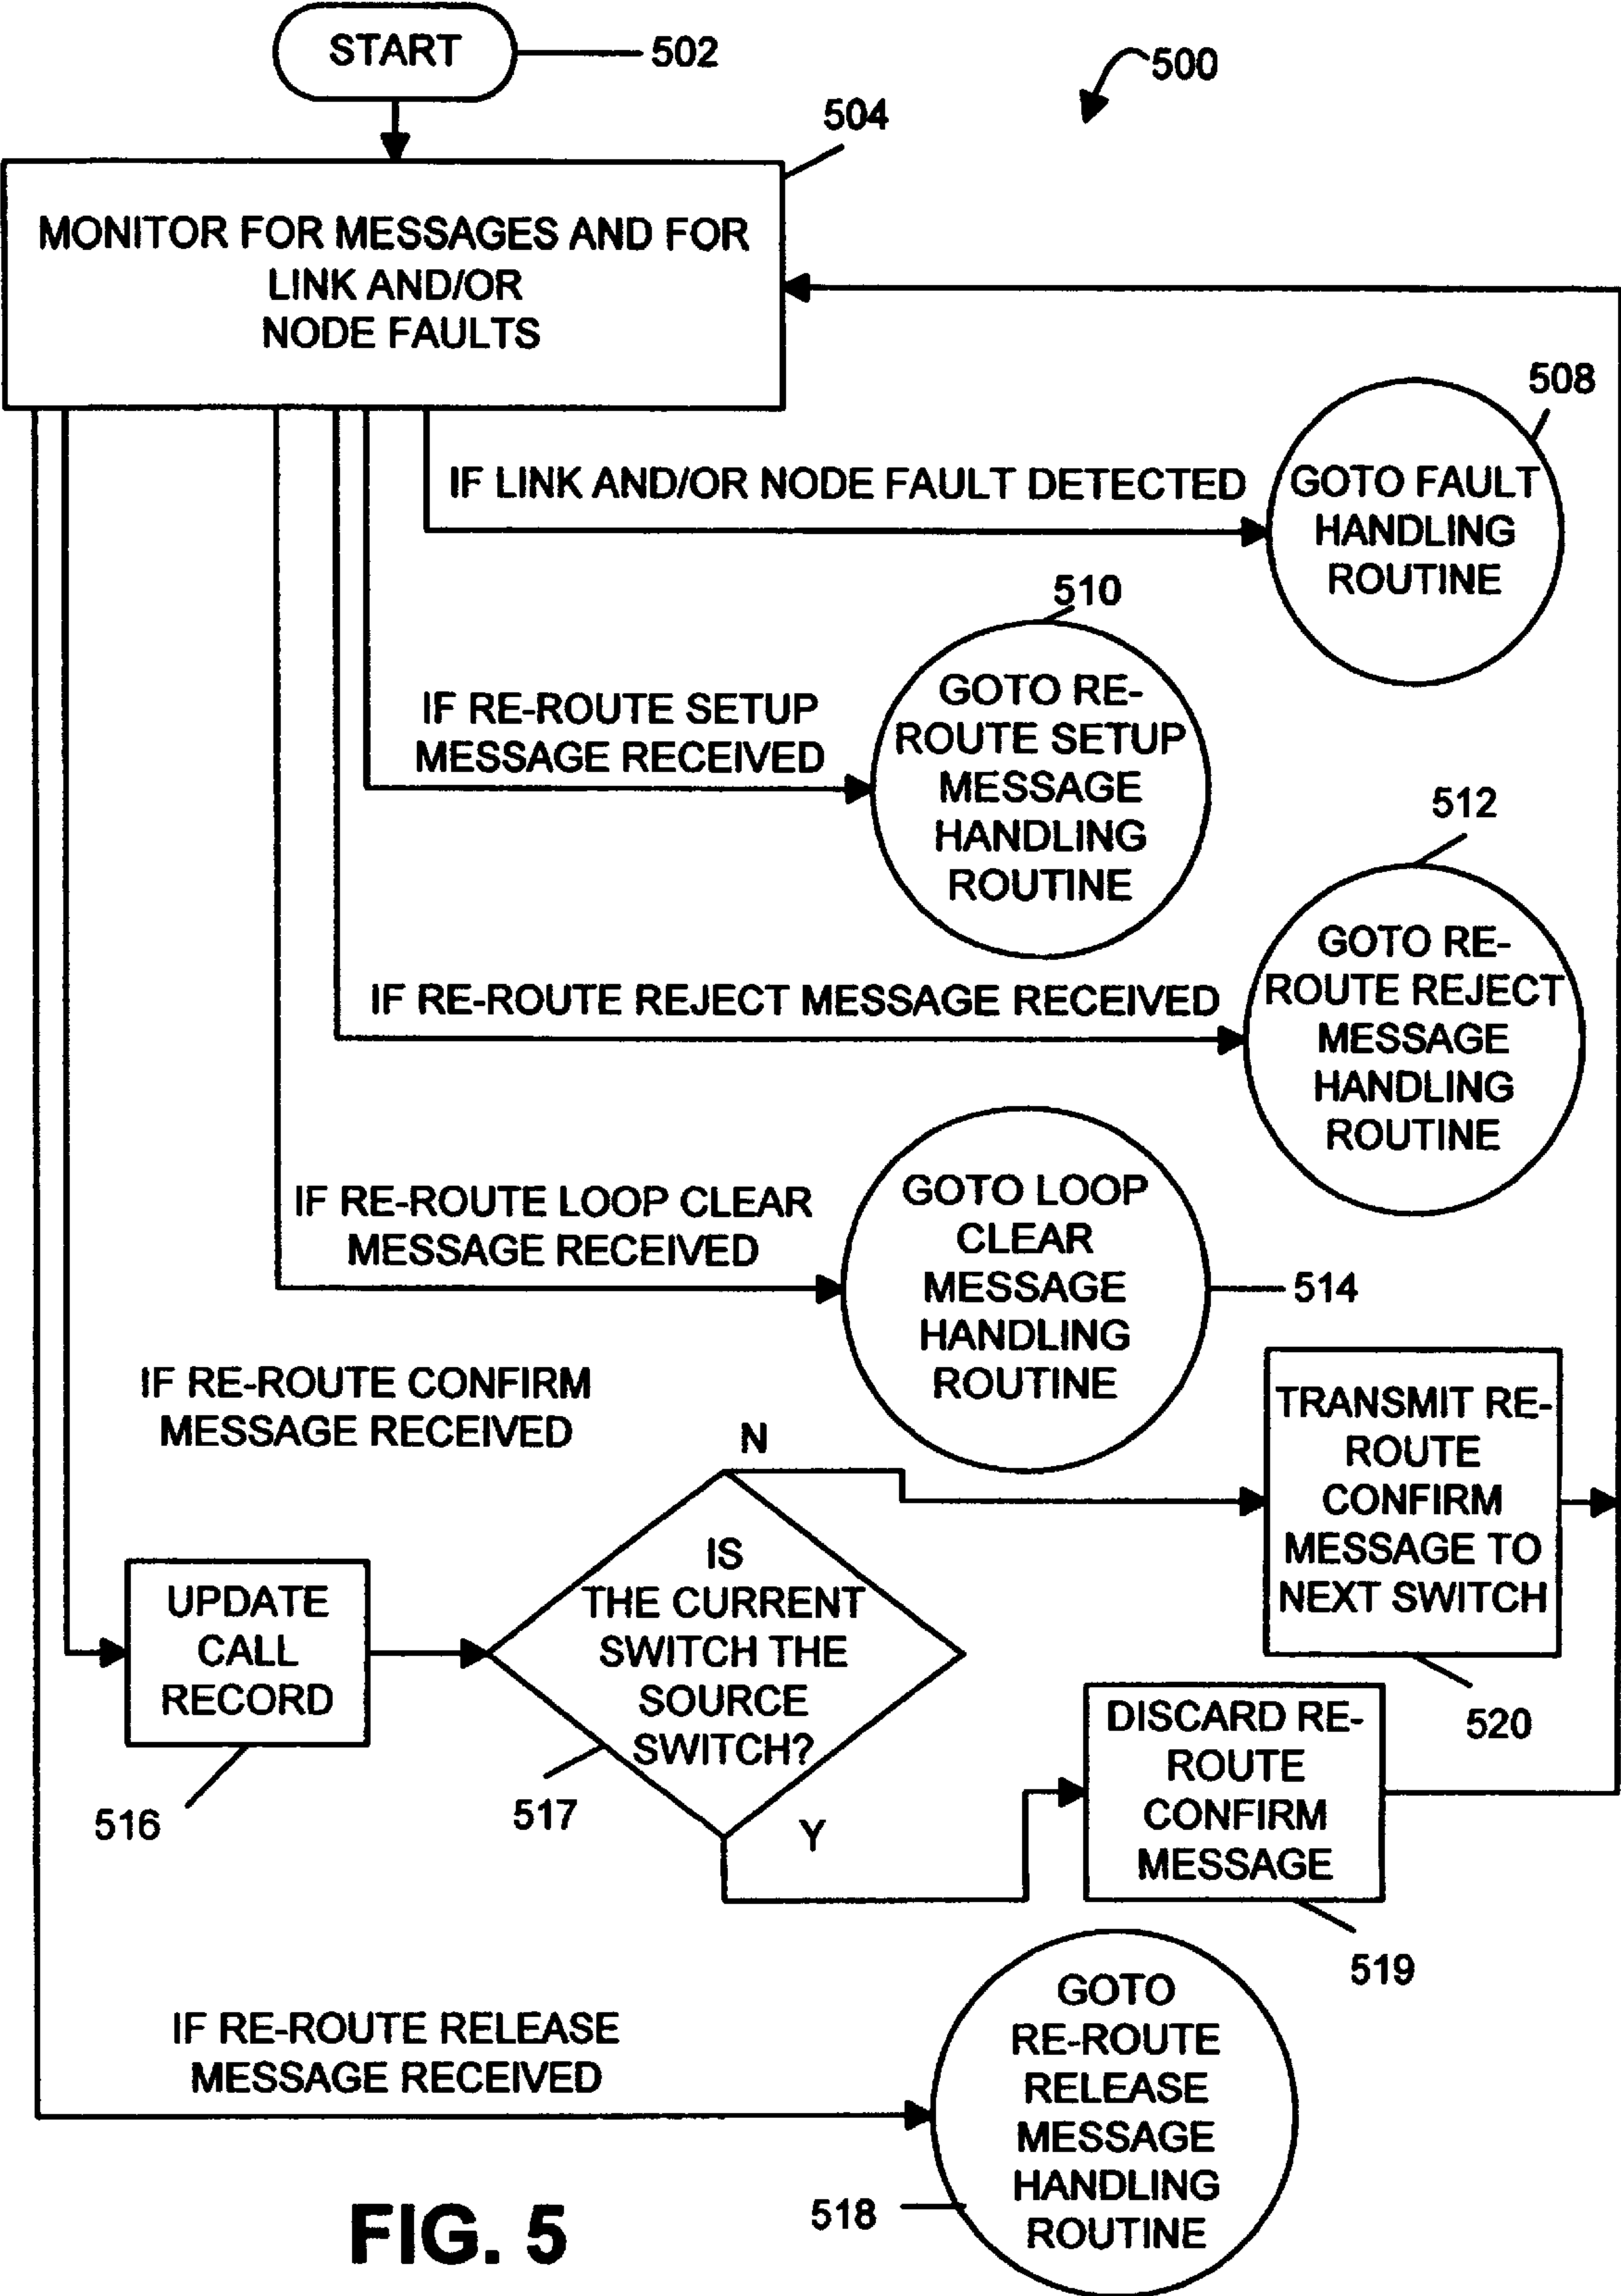 START
502
500
504
MONITOR FOR MESSAGES AND FOR
LINK AND/OR
NODE FAULTS
508
IF LINK AND/OR NODE FAULT DETECTED
GOTO FAULT
HANDLING
ROUTINE
510
IF RE-ROUTE SETUP
MESSAGE RECEIVED
GOTO RE-
ROUTE SETUP
MESSAGE
HANDLING
ROUTINE
512
IF RE-ROUTE REJECT MESSAGE RECEIVED
GOTO RE-
ROUTE REJECT
MESSAGE
HANDLING
ROUTINE
IF RE-ROUTE LOOP CLEAR
MESSAGE RECEIVED
GOTO LOOP
CLEAR
MESSAGE
HANDLING
ROUTINE
514
IF RE-ROUTE CONFIRM
MESSAGE RECEIVED
N
TRANSMIT RE-
ROUTE
CONFIRM
MESSAGE TO
NEXT SWITCH
520
UPDATE
CALL
RECORD
516
IS
THE CURRENT
SWITCH THE
SOURCE
SWITCH?
517
Y
DISCARD RE-
ROUTE
CONFIRM
MESSAGE
519
IF RE-ROUTE RELEASE
MESSAGE RECEIVED
GOTO
RE-ROUTE
RELEASE
MESSAGE
HANDLING
ROUTINE
518
FIG. 5